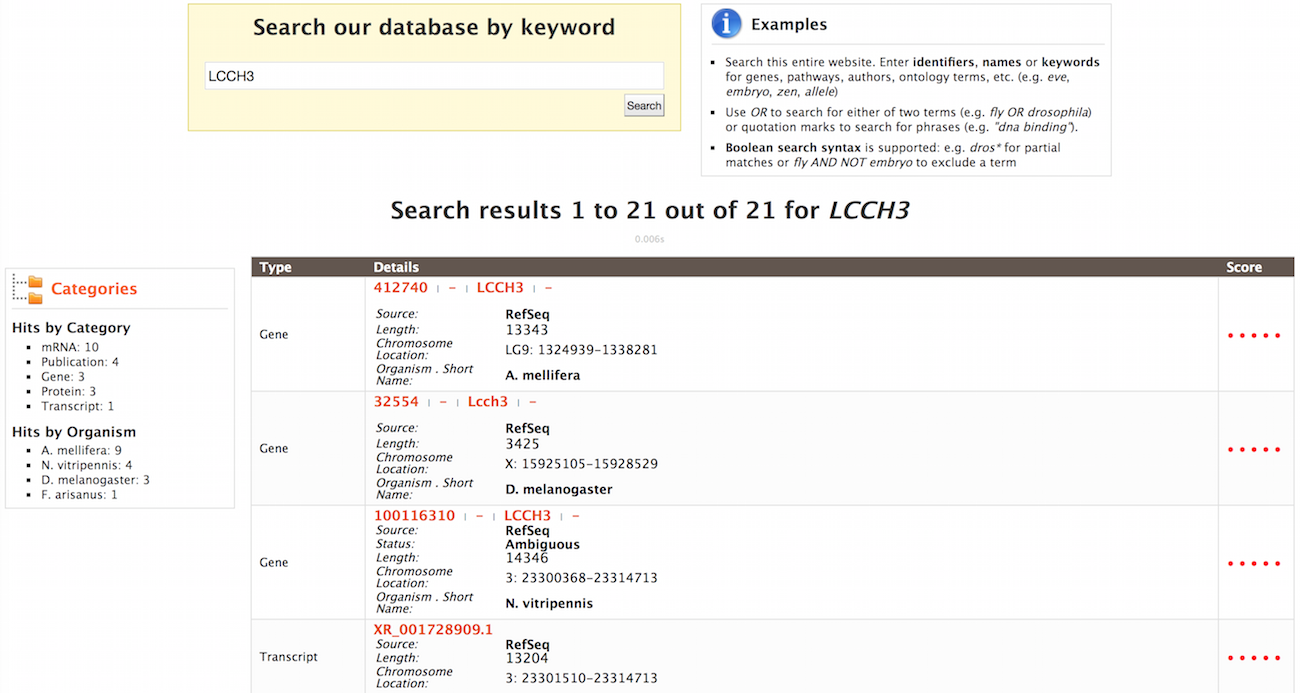 Search our database by keyword
LCCH3
Search
Examples
Search this entire website. Enter identifiers, names or keywords
for genes, pathways, authors, ontology terms, etc. (e.g. eve,
embryo, zen, allele)
Use OR to search for either of two terms (e.g. fly OR drosophila)
or quotation marks to search for phrases (e.g. "dna binding").
Boolean search syntax is supported: e.g. dros* for partial
matches or fly AND NOT embryo to exclude a term
Search results 1 to 21 out of 21 for LCCH3
0.006s
Categories
Hits by Category
mRNA: 10
Publication: 4
Gene: 3
Protein: 3
Transcript: 1
Hits by Organism
A. mellifera: 9
N. vitripennis: 4
D. melanogaster: 3
F. arisanus: 1
Type Details Score
Gene
412740 | - | LCCH3 | -
Source: RefSeq
Length: 13343
Chromosome
Location: LG9: 1324939-1338281
Organism . Short
Name: A. mellifera
Gene
32554 | - | Lcch3 | -
Source: RefSeq
Length: 3425
Chromosome
Location: X: 15925105-15928529
Organism . Short
Name: D. melanogaster
Gene
100116310 | - | LCCH3 | -
Source: RefSeq
Status: Ambiguous
Length: 14346
Chromosome
Location: 3: 23300368-23314713
Organism . Short
Name: N. vitripennis
Transcript
XR_001728909.1
Source: RefSeq
Length: 13204
Chromosome
Location: 3: 23301510-23314713